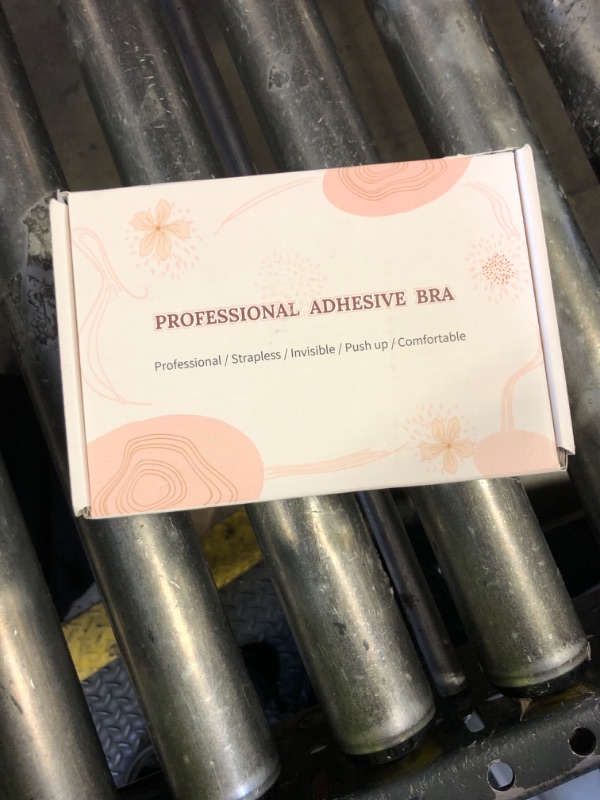 PROFESSIONAL ADHESIVE BRA
Professional / Strapless / Invisible / Push up / Comfortable